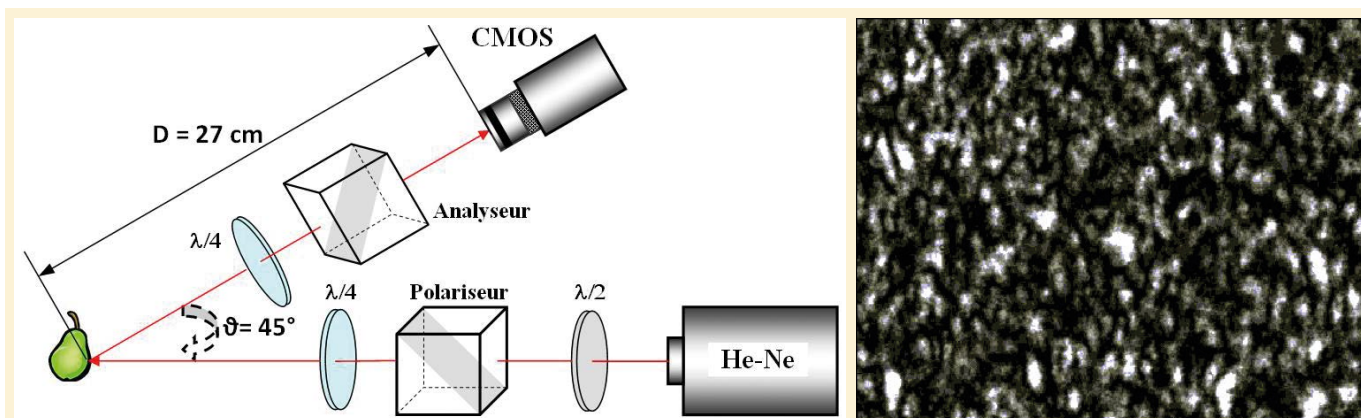 CMOS
D = 27 cm
Analyseur
λ/4
Polariseur
λ/4
λ/2
ϑ= 45°
He-Ne